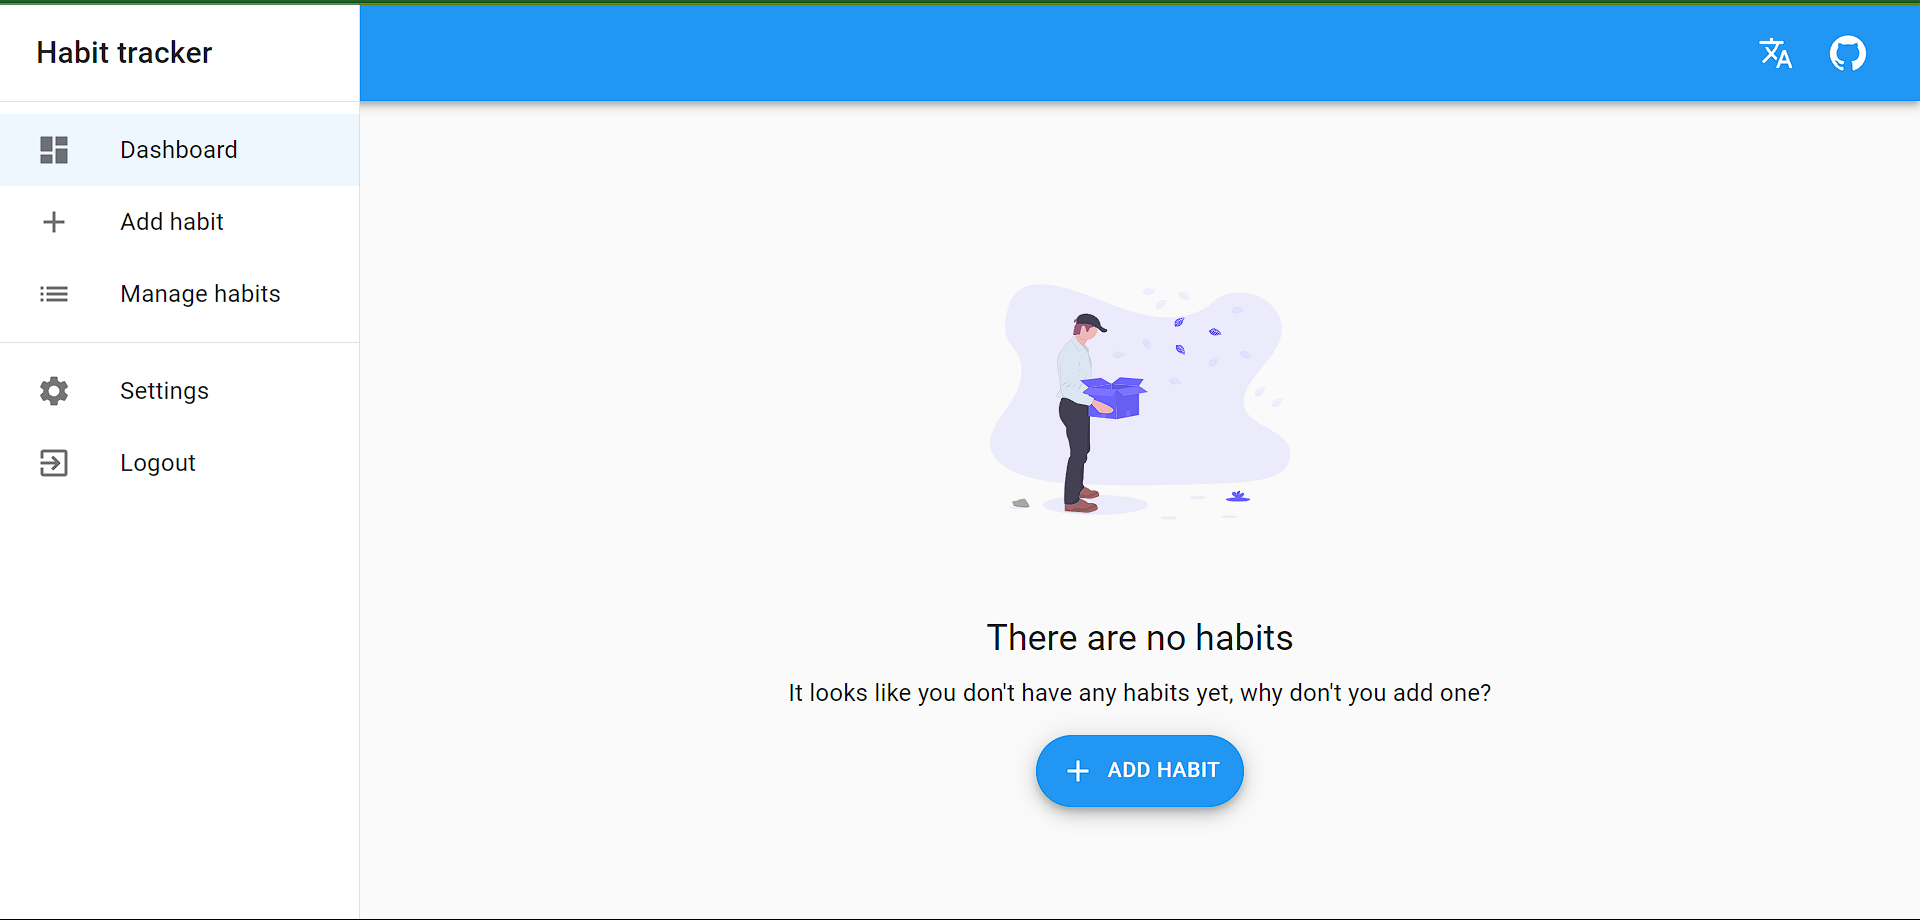 Habit tracker
Dashboard
Add habit
Manage habits
Settings
Logout
There are no habits
It looks like you don't have any habits yet, why don't you add one?
ADD HABIT